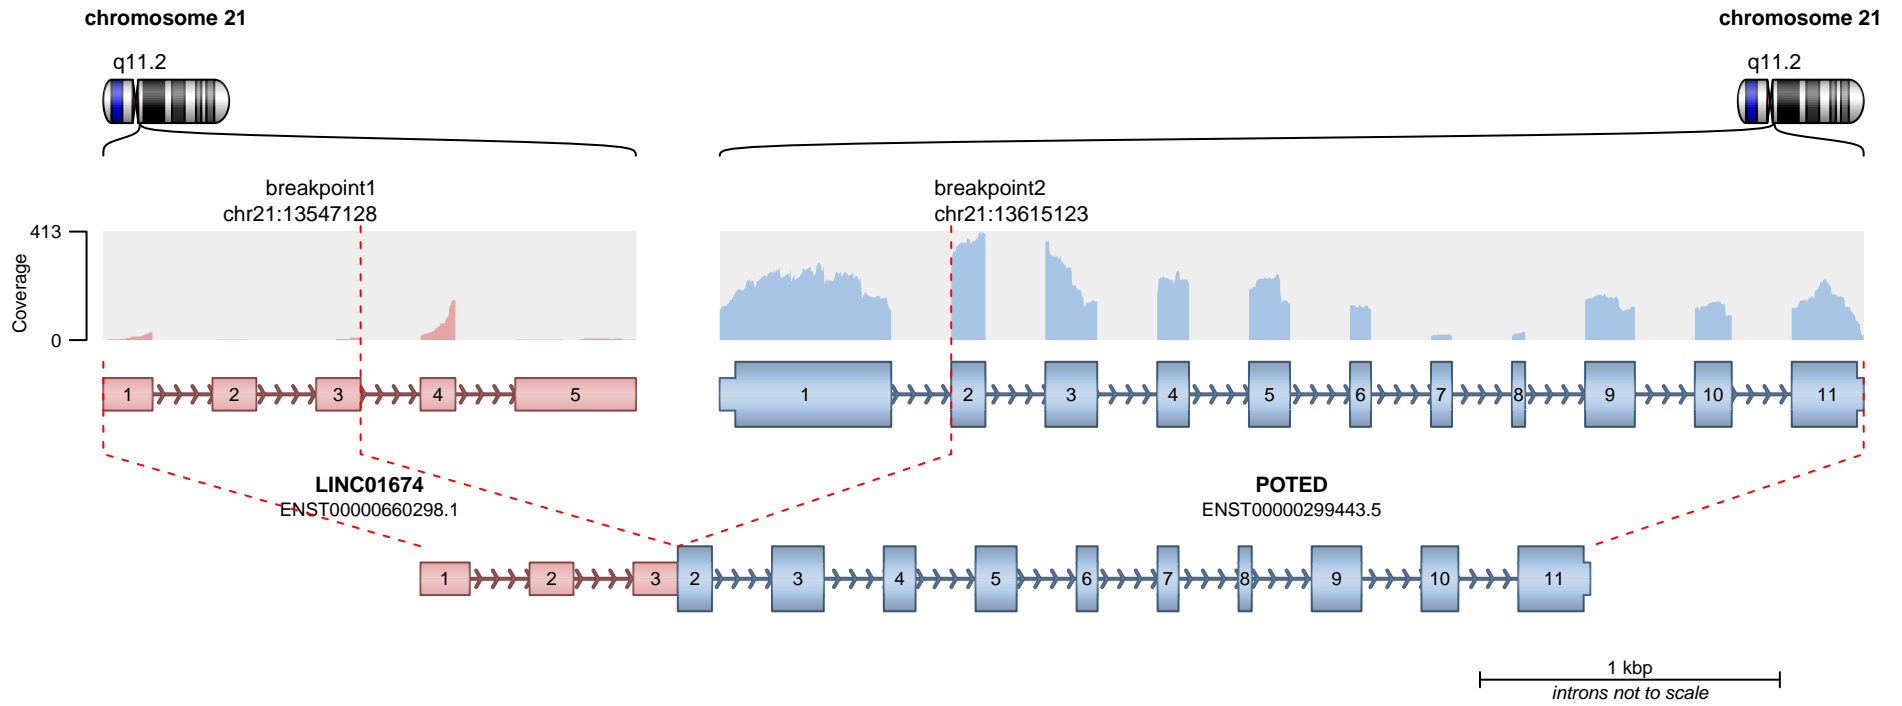 chromosome 21
chromosome 21
q11.2
q11.2
breakpoint1
chr21:13547128
breakpoint2
chr21:13615123
413
Coverage
0
1 2 3 4 5
1 2 3 4 5 6 7 8 9 10 11
LINC01674
ENST00000660298.1
POTED
ENST00000299443.5
1 2 3 2 3 4 5 6 7 8 9 10 11
1 kbp
introns not to scale